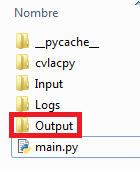 Nombre
__pycache__
cvlacpy
Input
Logs
Output
main.py